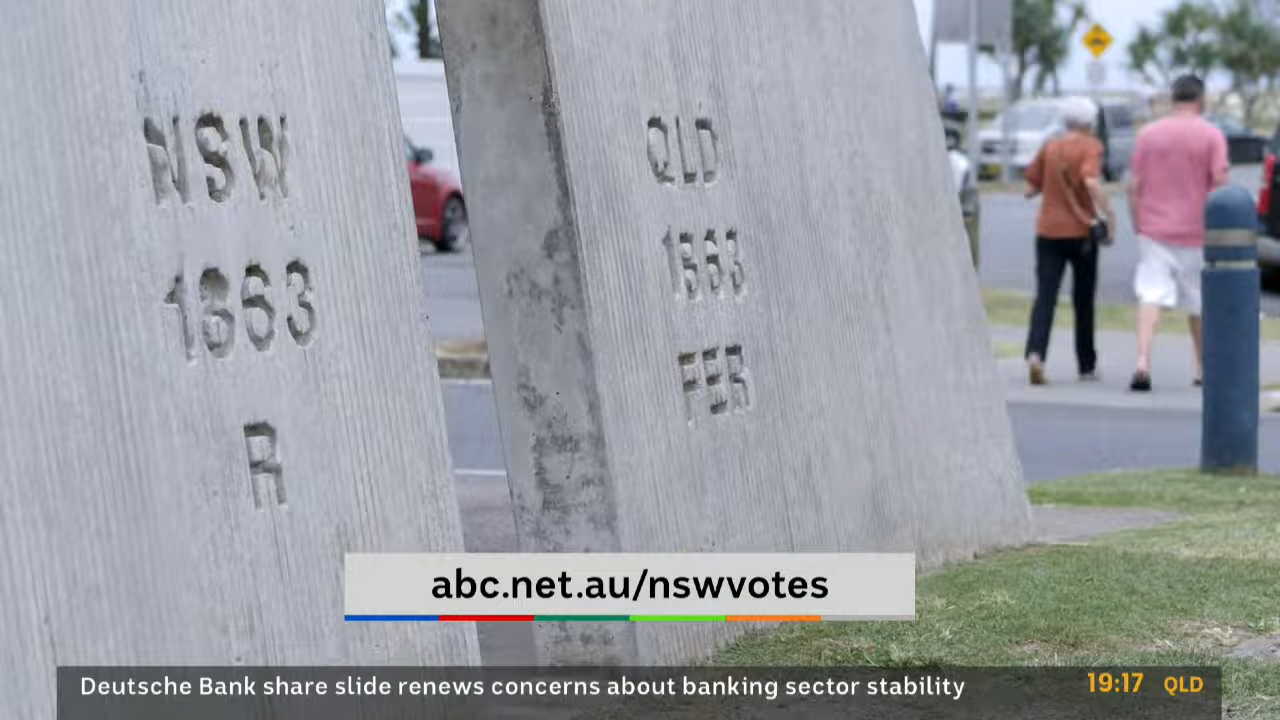 NSW
1863
R
QLD
1863
FEB
abc.net.au/nswvotes
Deutsche Bank share slide renews concerns about banking sector stability
19:17 QLD